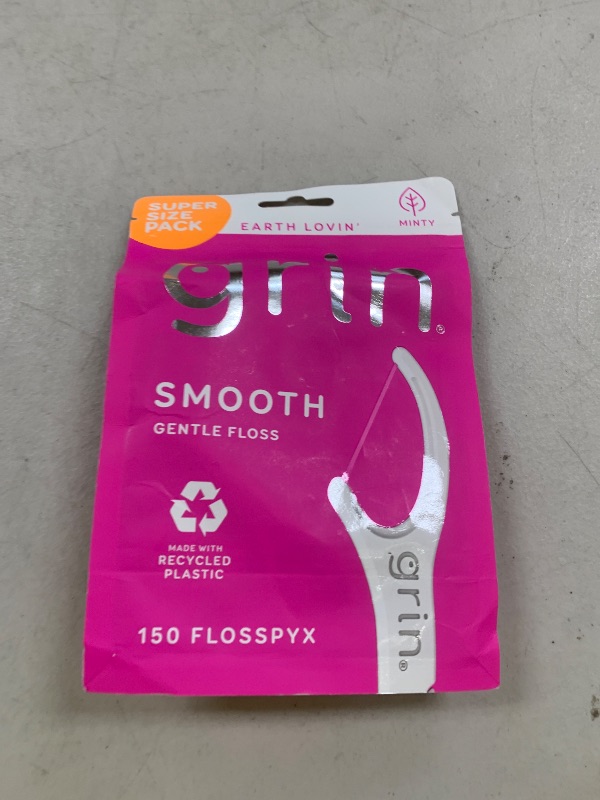 SUPER
SIZE
PACK
EARTH LOVIN'
MINTY
grin®
SMOOTH
GENTLE FLOSS
MADE WITH
RECYCLED
PLASTIC
150 FLOSSPYX
grin®